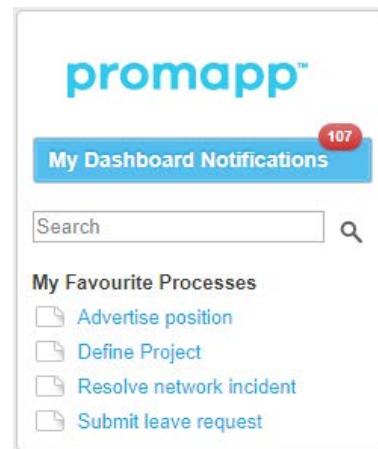 promapp™
107
My Dashboard Notifications
Search
My Favourite Processes
Advertise position
Define Project
Resolve network incident
Submit leave request